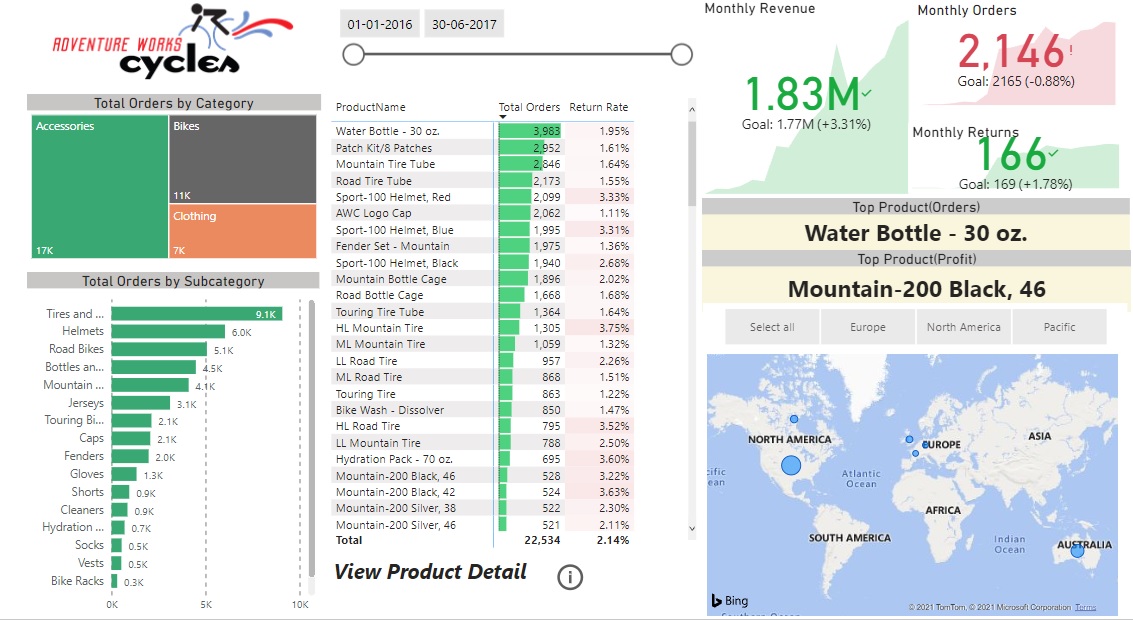 ADVENTURE WORKS
cycles
01-01-2016 30-06-2017
Total Orders by Category
Accessories
17K
Bikes
11K
Clothing
7K
Total Orders by Subcategory
Tires and ... 9.1K
Helmets 6.0K
Road Bikes 5.1K
Bottles an... 4.5K
Mountain ... 4.1K
Jerseys 3.1K
Touring Bi... 2.1K
Caps 2.1K
Fenders 2.0K
Gloves 1.3K
Shorts 0.9K
Cleaners 0.9K
Hydration ... 0.7K
Socks 0.5K
Vests 0.5K
Bike Racks 0.3K
0K 5K 10K
ProductName Total Orders Return Rate
Water Bottle - 30 oz. 3,983 1.95%
Patch Kit/8 Patches 2,952 1.61%
Mountain Tire Tube 2,846 1.64%
Road Tire Tube 2,173 1.55%
Sport-100 Helmet, Red 2,099 3.33%
AWC Logo Cap 2,062 1.11%
Sport-100 Helmet, Blue 1,995 3.31%
Fender Set - Mountain 1,975 1.36%
Sport-100 Helmet, Black 1,940 2.68%
Mountain Bottle Cage 1,896 2.02%
Road Bottle Cage 1,668 1.68%
Touring Tire Tube 1,364 1.64%
HL Mountain Tire 1,305 3.75%
ML Mountain Tire 1,059 1.32%
LL Road Tire 957 2.26%
ML Road Tire 868 1.51%
Touring Tire 863 1.22%
Bike Wash - Dissolver 850 1.47%
HL Road Tire 795 3.52%
LL Mountain Tire 788 2.50%
Hydration Pack - 70 oz. 695 3.60%
Mountain-200 Black, 46 528 3.22%
Mountain-200 Black, 42 524 3.63%
Mountain-200 Silver, 38 522 2.30%
Mountain-200 Silver, 46 521 2.11%
Total 22,534 2.14%
View Product Detail
Monthly Revenue
1.83M
Goal: 1.77M (+3.31%)
Monthly Orders
2,146!
Goal: 2165 (-0.88%)
Monthly Returns
166
Goal: 169 (+1.78%)
Top Product(Orders)
Water Bottle - 30 oz.
Top Product(Profit)
Mountain-200 Black, 46
Select all Europe North America Pacific
NORTH AMERICA
EUROPE
ASIA
cific
ean
Atlantic
Ocean
AFRICA
SOUTH AMERICA
Indian
Ocean
AUSTRALIA
Bing
© 2021 TomTom, © 2021 Microsoft Corporation Terms
Southern Ocean